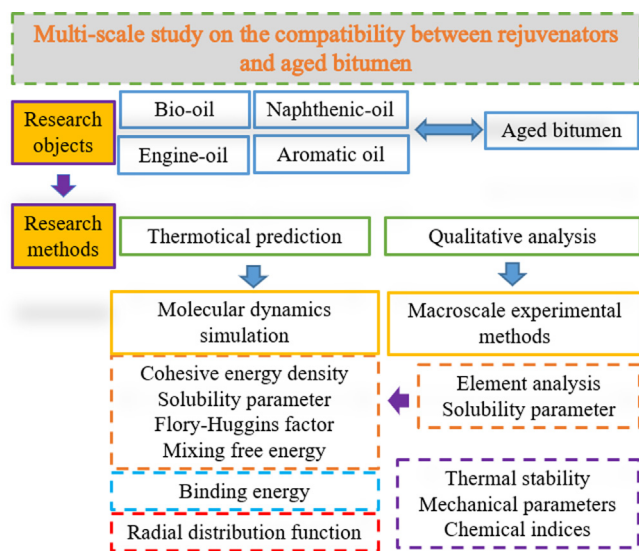 Multi-scale study on the compatibility between rejuvenators
and aged bitumen
Research
objects
Bio-oil
Naphthenic-oil
Engine-oil
Aromatic oil
Aged bitumen
Research
methods
Thermotical prediction
Qualitative analysis
Molecular dynamics
simulation
Macroscale experimental
methods
Cohesive energy density
Solubility parameter
Flory-Huggins factor
Mixing free energy
Element analysis
Solubility parameter
Binding energy
Radial distribution function
Thermal stability
Mechanical parameters
Chemical indices